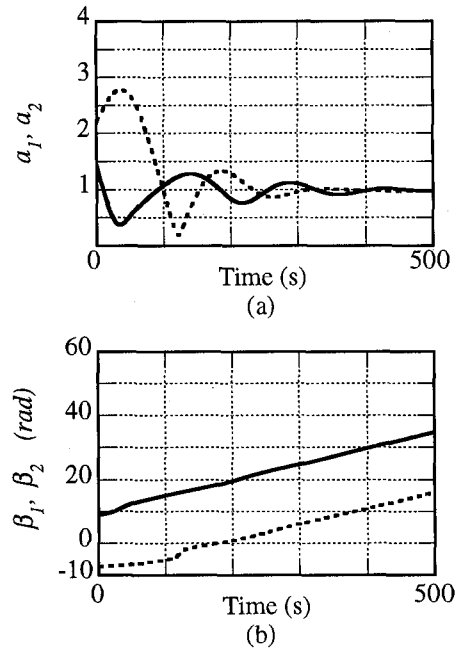 4
3
2
1
a₁, a₂
0
500
Time (s)
(a)
60
40
20
0
-10
β₁, β₂ (rad)
0
500
Time (s)
(b)